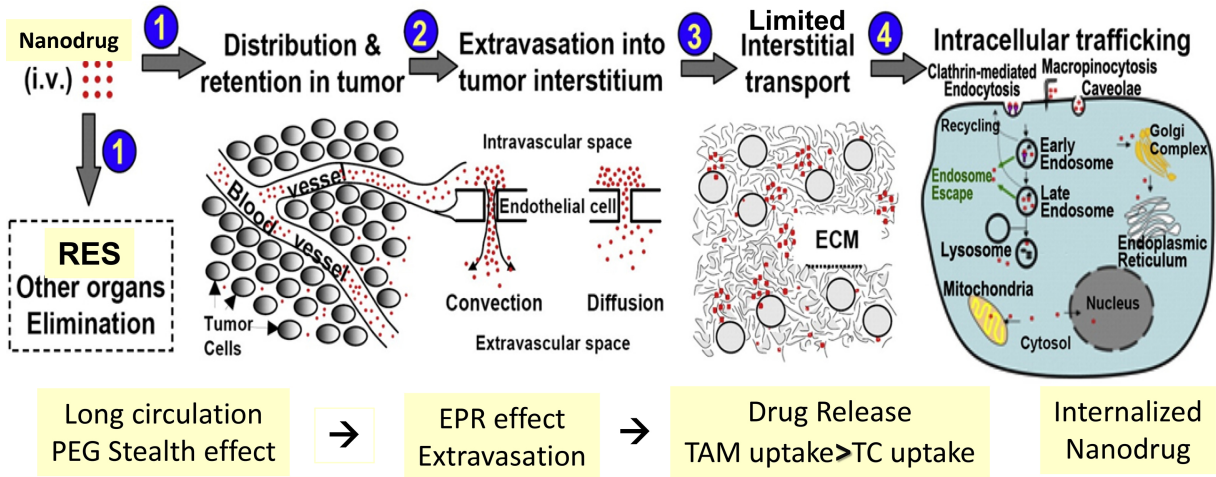 Nanodrug
(i.v.)
1
1
RES
Other organs
Elimination
Distribution &
retention in tumor
2
Extravasation into
tumor interstitium
3
Limited
Interstitial
transport
4
Intracellular trafficking
Blood vessel
vessel
Tumor
Cells
Intravascular space
Endothelial cell
Convection
Diffusion
Extravascular space
ECM
Clathrin-mediated
Endocytosis
Macropinocytosis
Caveolae
Recycling
Early
Endosome
Golgi
Complex
Endosome
Escape
Late
Endosome
Lysosome
Endoplasmic
Reticulum
Mitochondria
Nucleus
Cytosol
Long circulation
PEG Stealth effect
→
EPR effect
Extravasation
→
Drug Release
TAM uptake>TC uptake
Internalized
Nanodrug